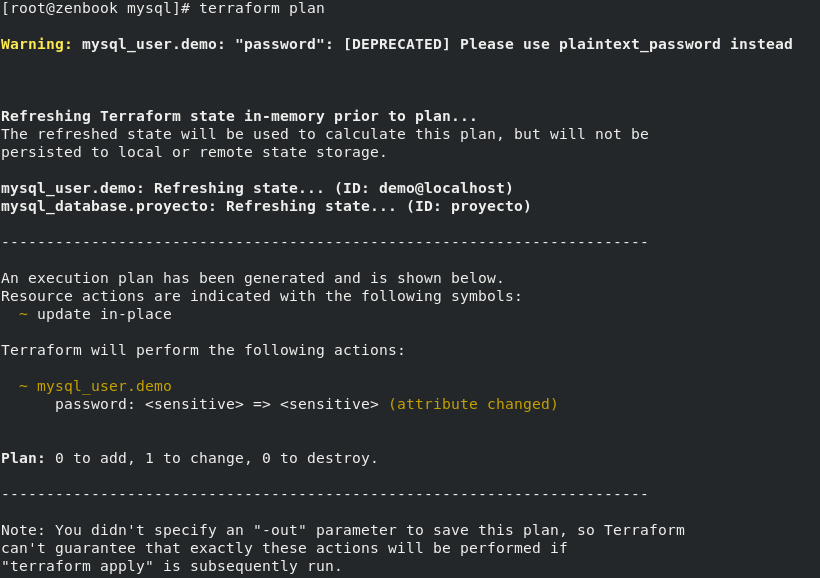 [root@zenbook mysql]# terraform plan
Warning: mysql_user.demo: "password": [DEPRECATED] Please use plaintext_password instead
Refreshing Terraform state in-memory prior to plan...
The refreshed state will be used to calculate this plan, but will not be
persisted to local or remote state storage.
mysql_user.demo: Refreshing state... (ID: demo@localhost)
mysql_database.proyecto: Refreshing state... (ID: proyecto)
------------------------------------------------------------------------
An execution plan has been generated and is shown below.
Resource actions are indicated with the following symbols:
  ~ update in-place
Terraform will perform the following actions:
  ~ mysql_user.demo
      password: <sensitive> => <sensitive> (attribute changed)
Plan: 0 to add, 1 to change, 0 to destroy.
------------------------------------------------------------------------
Note: You didn't specify an "-out" parameter to save this plan, so Terraform
can't guarantee that exactly these actions will be performed if
"terraform apply" is subsequently run.